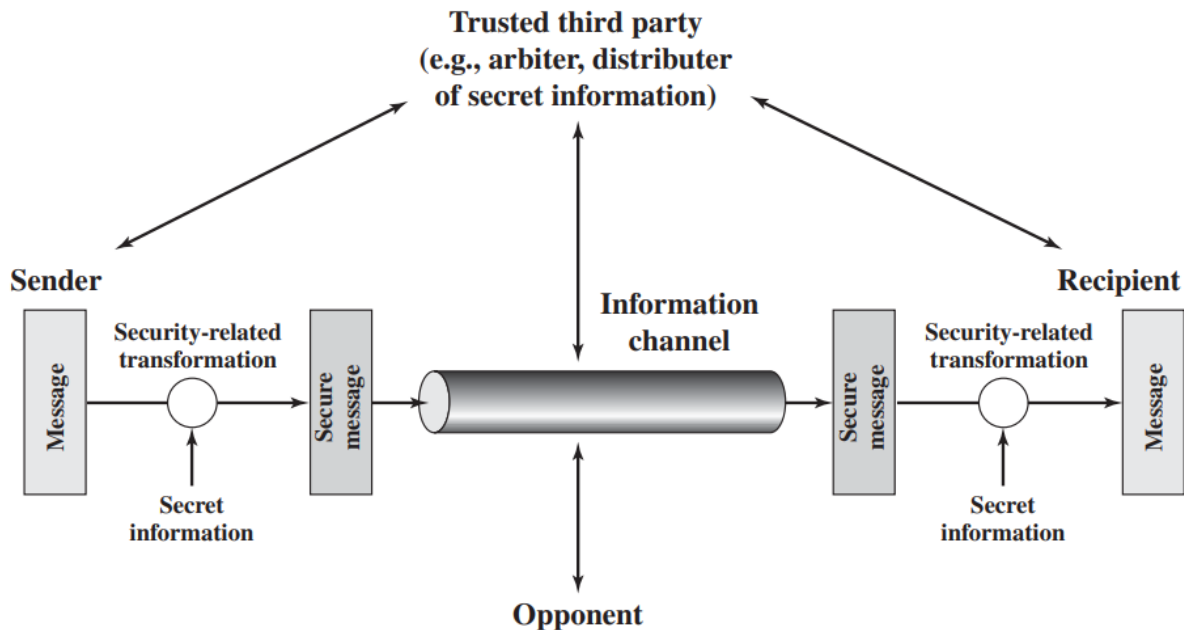 Trusted third party
(e.g., arbiter, distributer
of secret information)
Sender
Recipient
Information
channel
Security-related
transformation
Security-related
transformation
Message
Secure
message
Secure
message
Message
Secret
information
Secret
information
Opponent